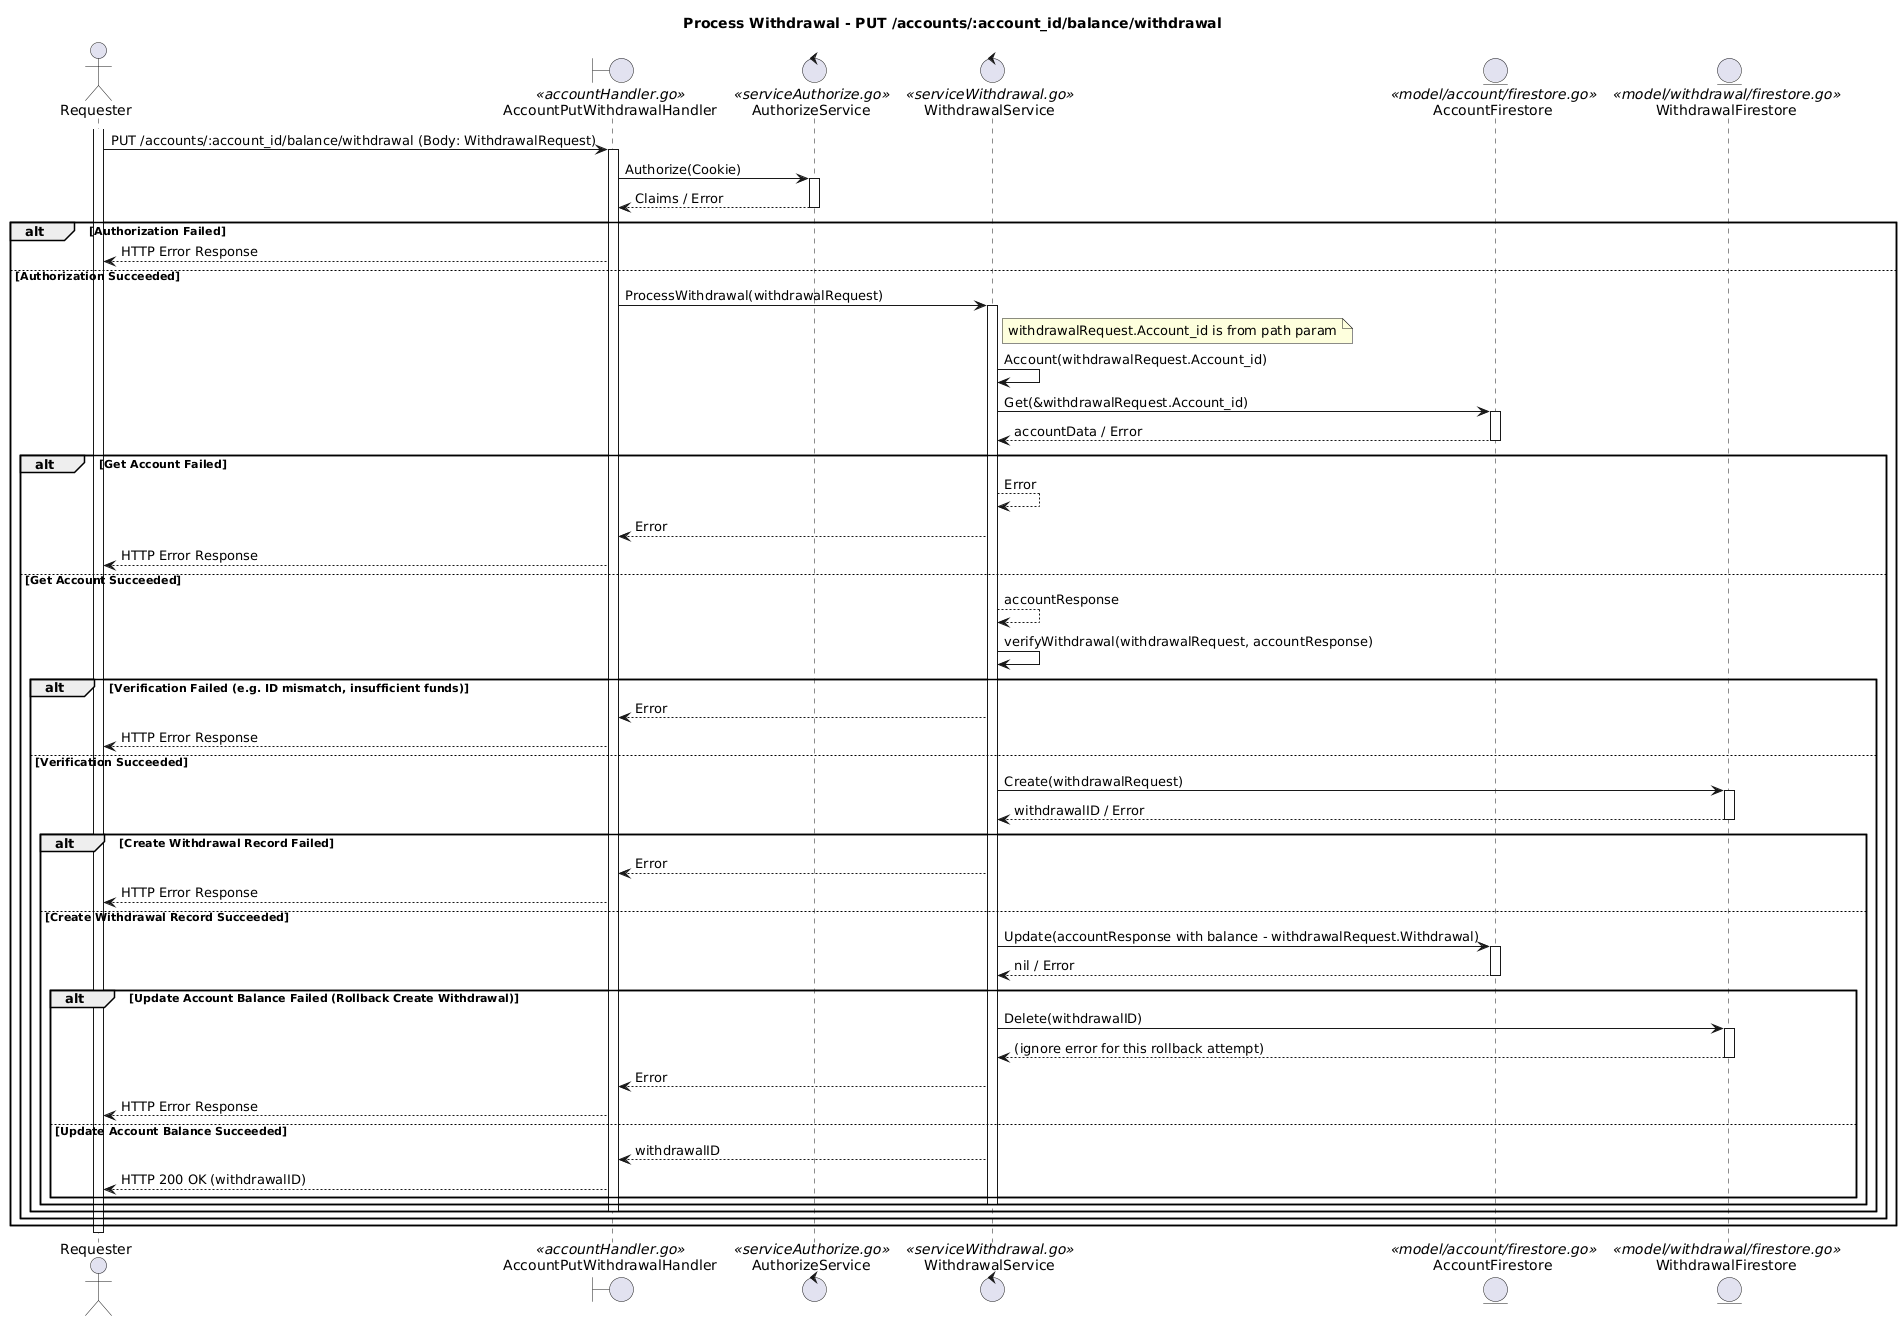 Process Withdrawal - PUT /accounts/:account_id/balance/withdrawal
«accountHandler.go» «serviceAuthorize.go» «serviceWithdrawal.go» «model/account/firestore.go» «model/withdrawal/firestore.go»
Requester AccountPutWithdrawalHandler AuthorizeService WithdrawalService AccountFirestore WithdrawalFirestore
PUT /accounts/:account_id/balance/withdrawal (Body: WithdrawalRequest)
Authorize(Cookie)
Claims / Error
alt [Authorization Failed]
HTTP Error Response
[Authorization Succeeded]
ProcessWithdrawal(withdrawalRequest)
withdrawalRequest.Account_id is from path param
Account(withdrawalRequest.Account_id)
Get(&withdrawalRequest.Account_id)
accountData / Error
alt [Get Account Failed]
Error
Error
HTTP Error Response
[Get Account Succeeded]
accountResponse
verifyWithdrawal(withdrawalRequest, accountResponse)
alt [Verification Failed (e.g. ID mismatch, insufficient funds)]
Error
HTTP Error Response
[Verification Succeeded]
Create(withdrawalRequest)
withdrawalID / Error
alt [Create Withdrawal Record Failed]
Error
HTTP Error Response
[Create Withdrawal Record Succeeded]
Update(accountResponse with balance - withdrawalRequest.Withdrawal)
nil / Error
alt [Update Account Balance Failed (Rollback Create Withdrawal)]
Delete(withdrawalID)
(ignore error for this rollback attempt)
Error
HTTP Error Response
[Update Account Balance Succeeded]
withdrawalID
HTTP 200 OK (withdrawalID)
Requester «accountHandler.go» «serviceAuthorize.go» «serviceWithdrawal.go» «model/account/firestore.go» «model/withdrawal/firestore.go»
AccountPutWithdrawalHandler AuthorizeService WithdrawalService AccountFirestore WithdrawalFirestore